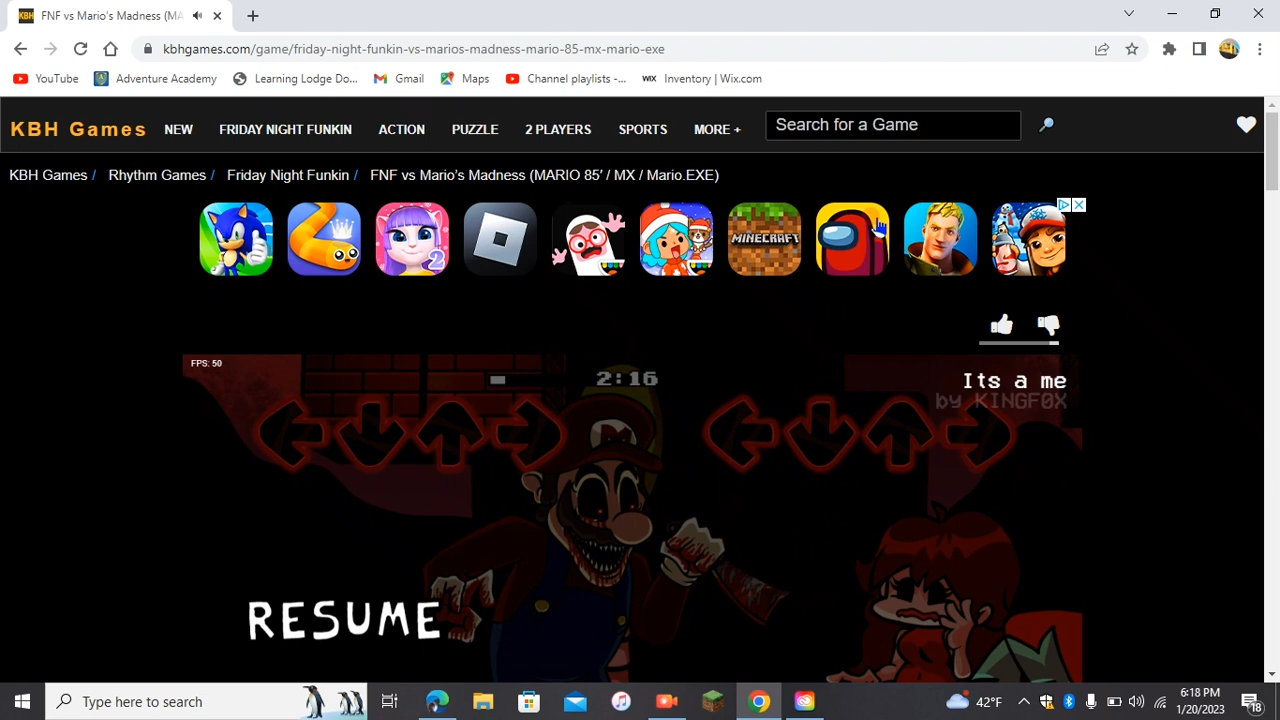 FNF vs Mario's Madness (MA
kbhgames.com/game/friday-night-funkin-vs-marios-madness-mario-85-mx-mario-exe
YouTube Adventure Academy Learning Lodge Do... Gmail Maps Channel playlists -... WIX Inventory | Wix.com
KBH Games NEW FRIDAY NIGHT FUNKIN ACTION PUZZLE 2 PLAYERS SPORTS MORE + Search for a Game
KBH Games / Rhythm Games / Friday Night Funkin / FNF vs Mario's Madness (MARIO 85′ / MX / Mario.EXE)
2 MINECRAFT
FPS: 50
2:16
Its a me
by KINGF0X
M
RESUME
Type here to search
42°F
6:18 PM
1/20/2023
18